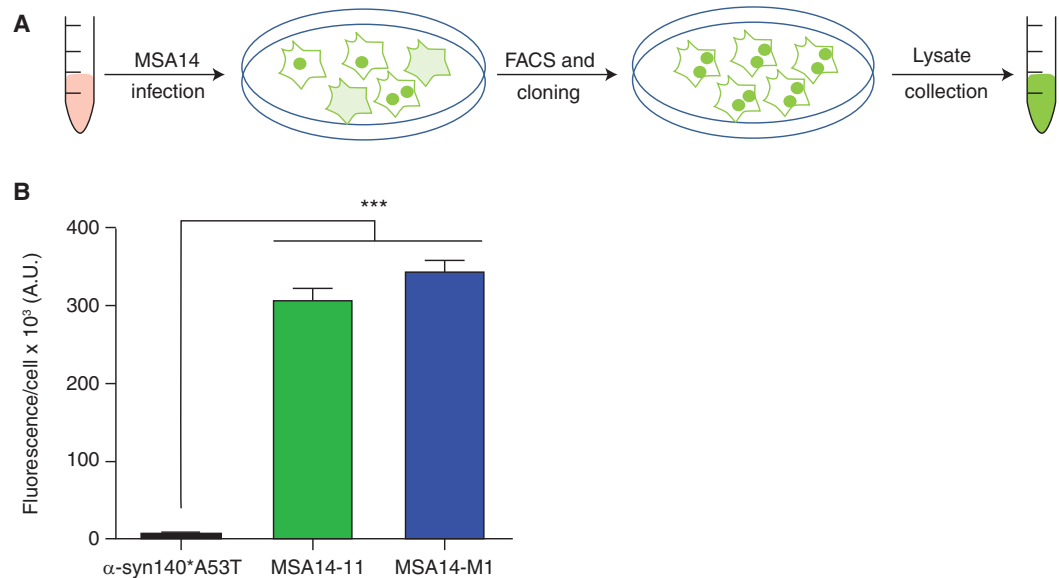 A
MSA14
infection
FACS and
cloning
Lysate
collection
B
***
Fluorescence/cell x 10³ (A.U.)
400
300
200
100
0
α-syn140*A53T
MSA14-11
MSA14-M1